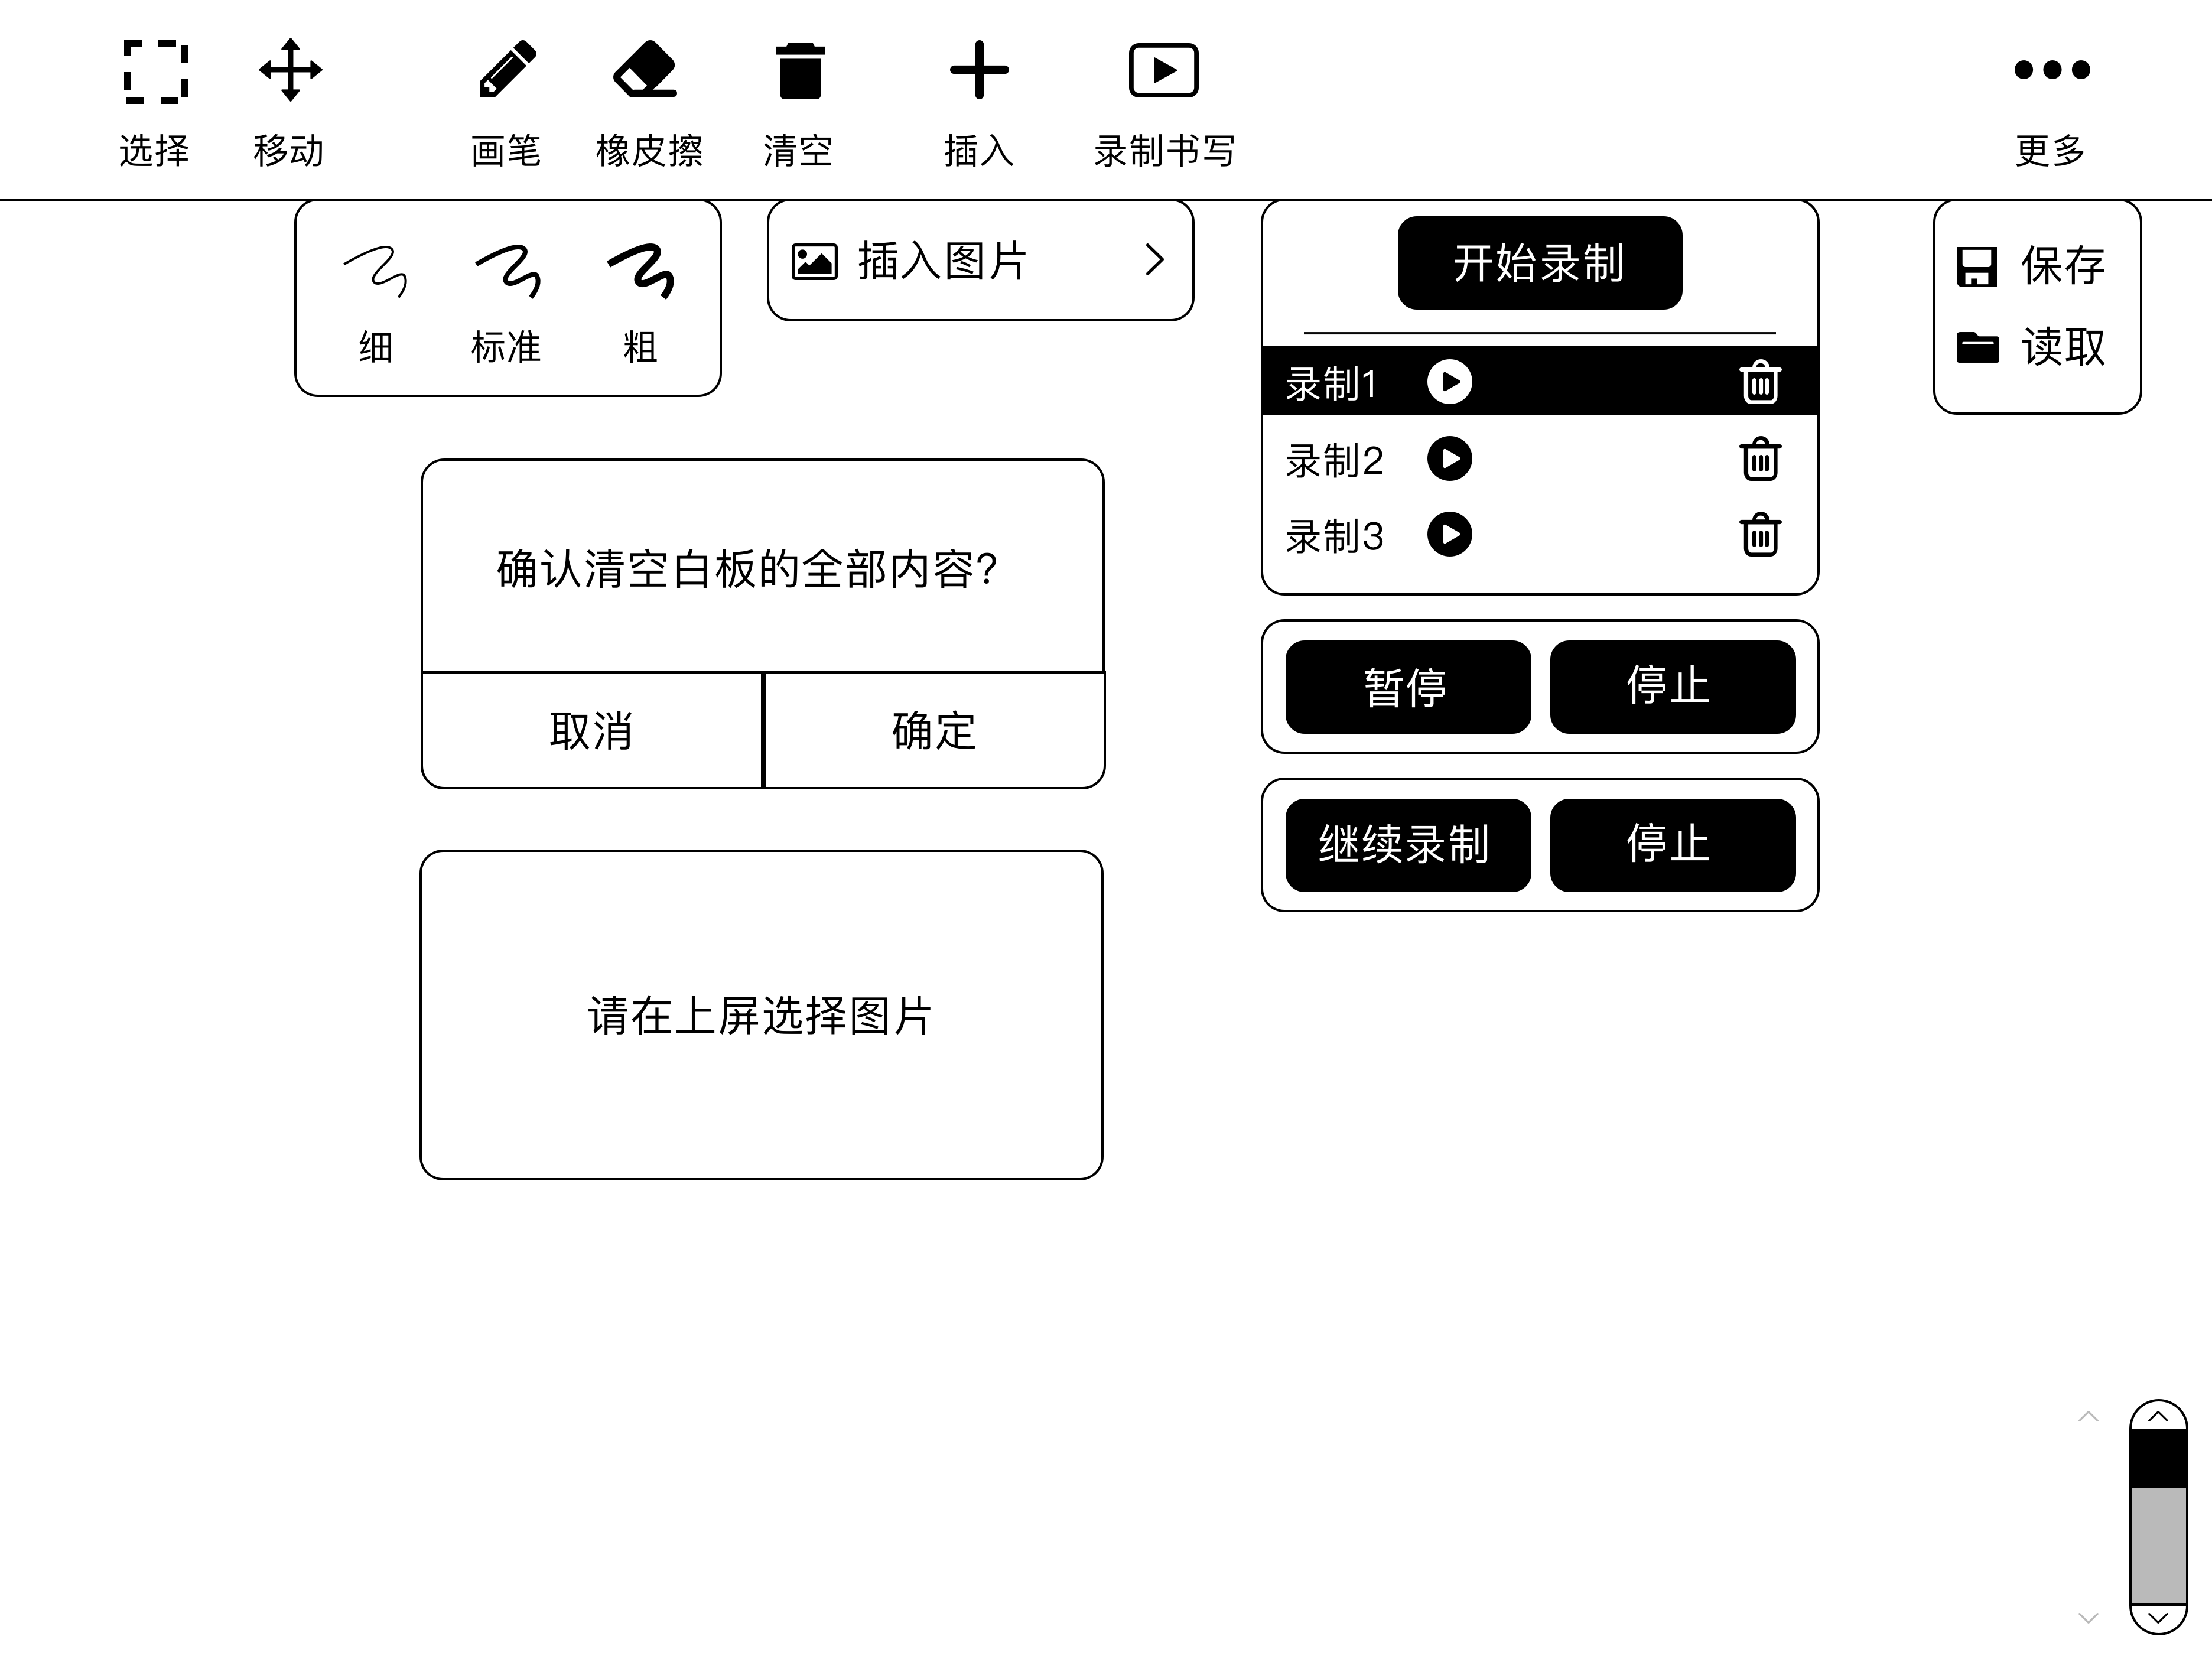 选择 移动 画笔 橡皮擦 清空 插入 录制书写 更多
细 标准 粗
插入图片
开始录制
录制1
录制2
录制3
保存
读取
确认清空白板的全部内容?
取消 确定
暂停 停止
继续录制 停止
请在上屏选择图片